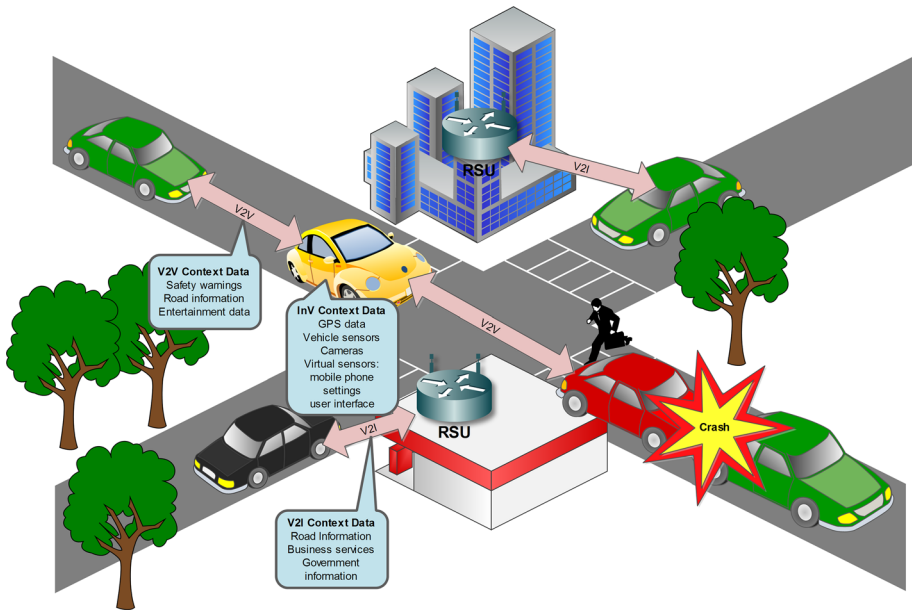 RSU
V2I
V2V
V2V Context Data
Safety warnings
Road information
Entertainment data
InV Context Data
GPS data
Vehicle sensors
Cameras
Virtual sensors:
mobile phone
settings
user interface
V2V
RSU
V2I
Crash
V2I Context Data
Road Information
Business services
Government
information